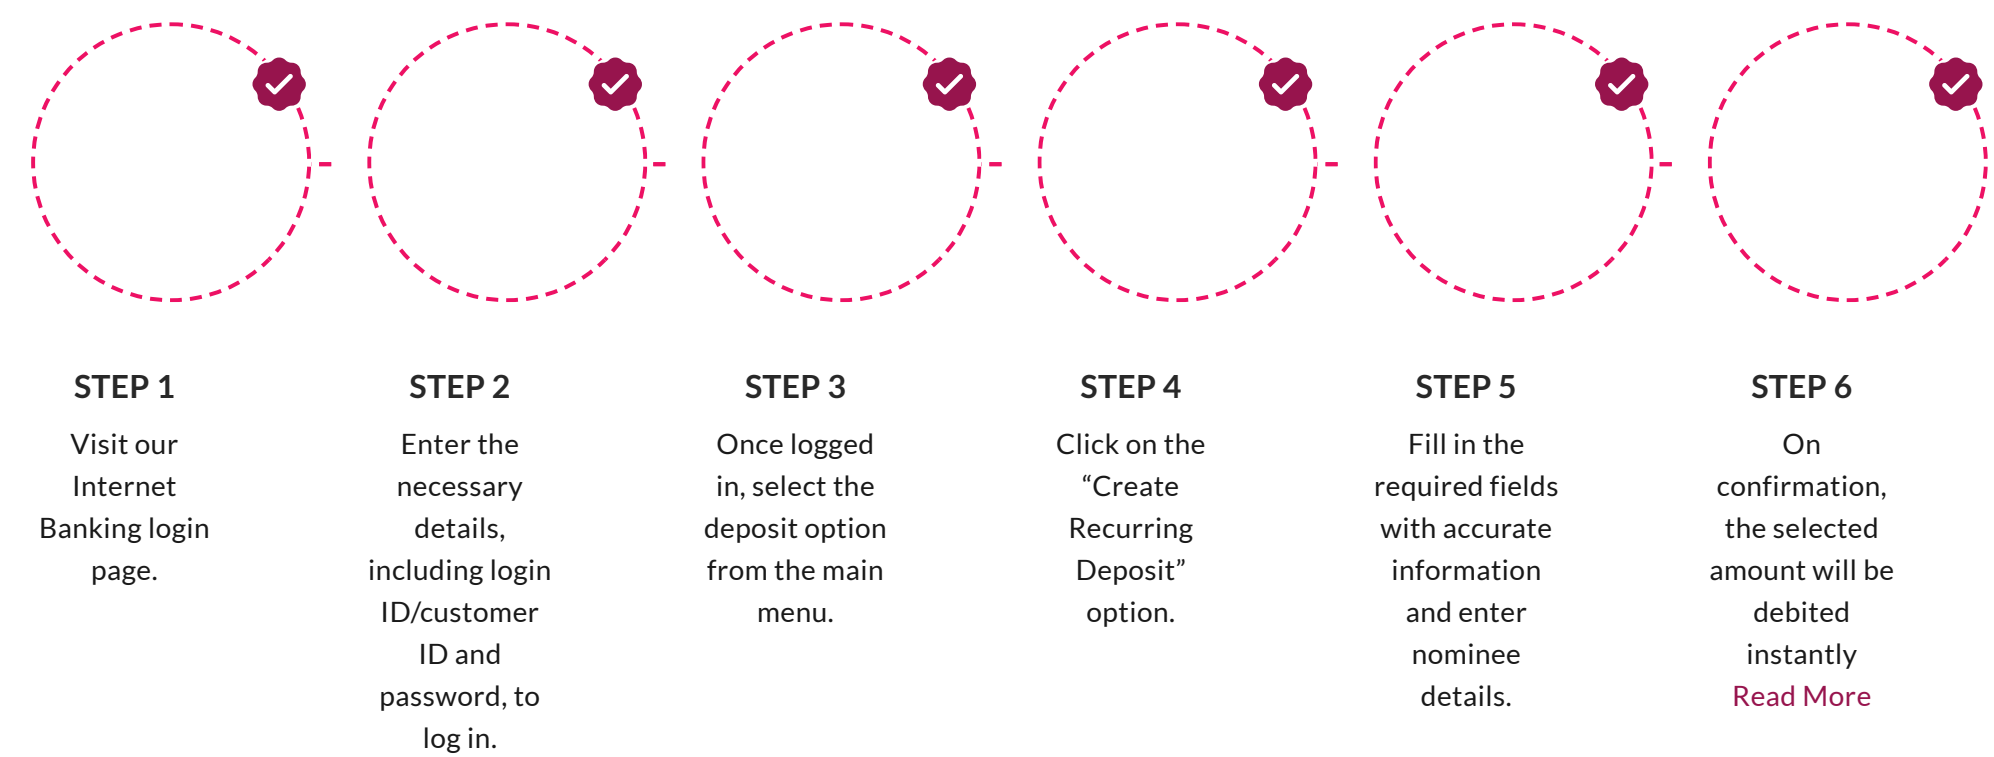 STEP 1
Visit our
Internet
Banking login
page.
STEP 2
Enter the
necessary
details,
including login
ID/customer
ID and
password, to
log in.
STEP 3
Once logged
in, select the
deposit option
from the main
menu.
STEP 4
Click on the
“Create
Recurring
Deposit”
option.
STEP 5
Fill in the
required fields
with accurate
information
and enter
nominee
details.
STEP 6
On
confirmation,
the selected
amount will be
debited
instantly
Read More